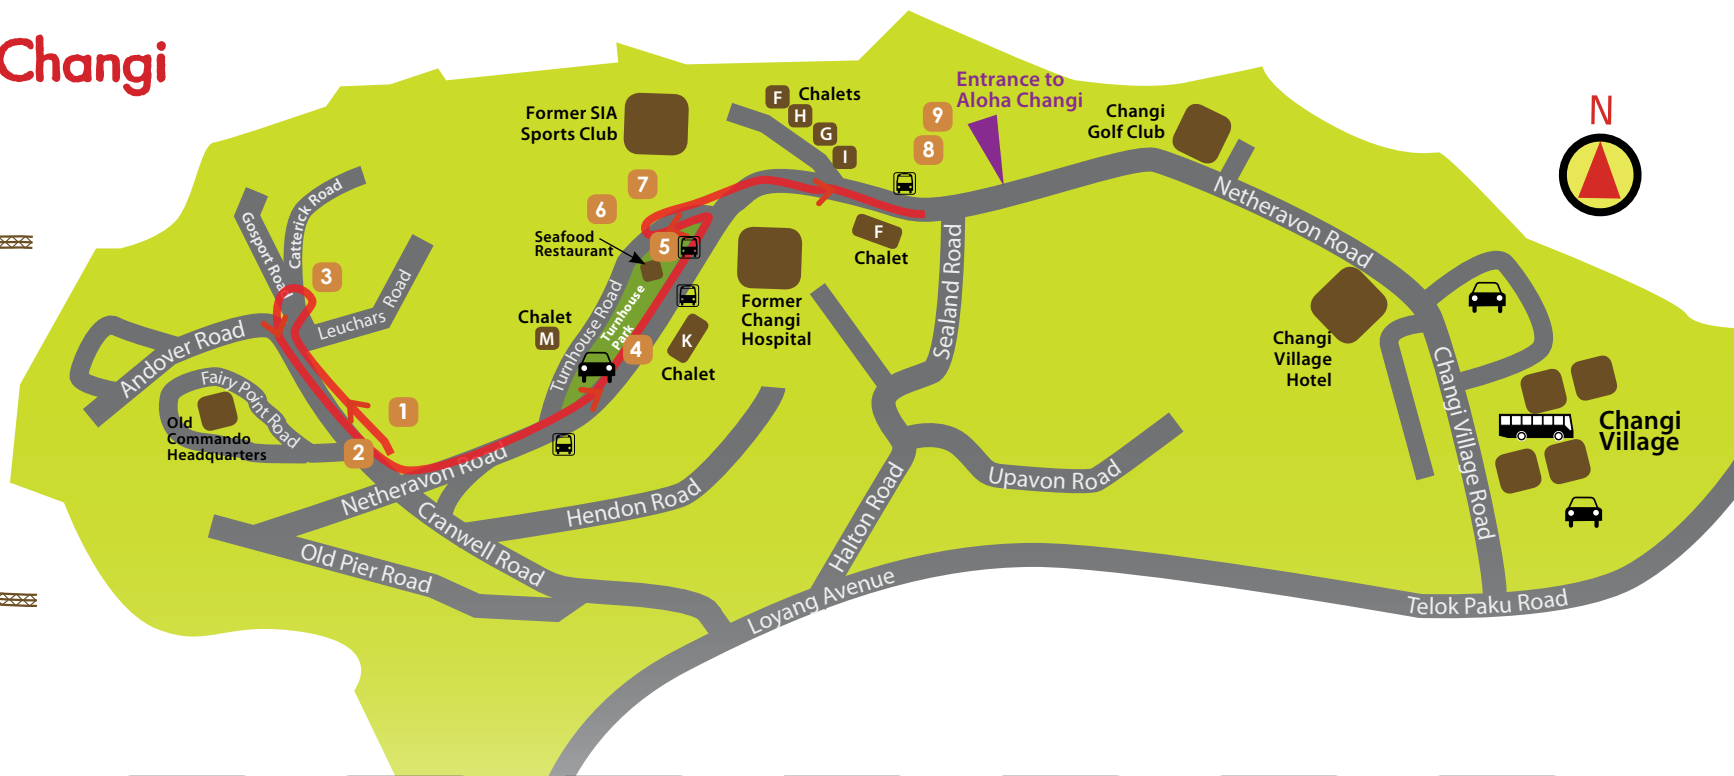 Changi
N
Entrance to
Aloha Changi
Former SIA
Sports Club
F
Chalets
H
G
I
9
8
Changi
Golf Club
7
6
5
Seafood
Restaurant
F
Chalet
Former
Changi
Hospital
Gosport Road
Catterick Road
3
Leuchars Road
Andover Road
Fairy Point Road
Old
Commando
Headquarters
1
2
Chalet
M
Turnhouse Road
Turnhouse
Park
4
K
Chalet
Netheravon Road
Sealand Road
Netheravon Road
Changi
Village
Hotel
Changi Village Road
Changi
Village
Cranwell Road
Hendon Road
Old Pier Road
Halton Road
Upavon Road
Loyang Avenue
Telok Paku Road